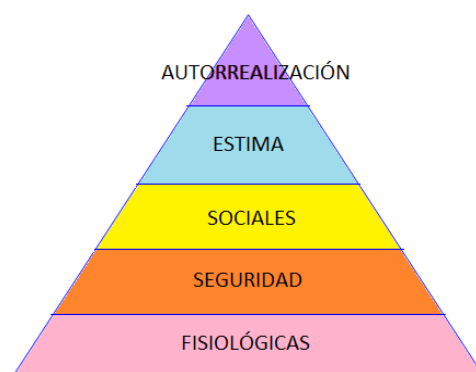 AUTORREALIZACIÓN
ESTIMA
SOCIALES
SEGURIDAD
FISIOLÓGICAS